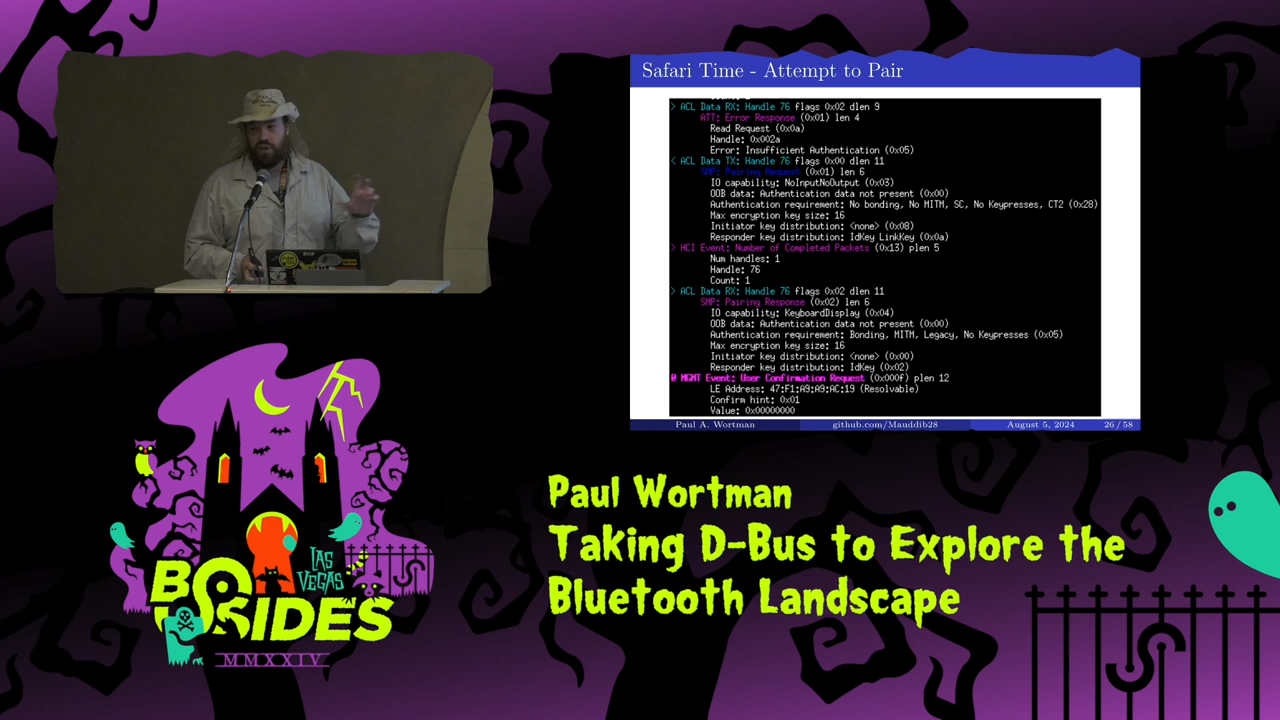 Safari Time - Attempt to Pair
> ACL Data RX: Handle 76 flags 0x02 dlen 9
ATT: Error Response (0x01) len 4
Read Request (0x0a)
Handle: 0x002a
Error: Insufficient Authentication (0x05)
< ACL Data TX: Handle 76 flags 0x00 dlen 11
SMP: Pairing Request (0x01) len 6
IO capability: NoInputNoOutput (0x03)
OOB data: Authentication data not present (0x00)
Authentication requirement: No bonding, No MITM, SC, No Keypresses, CT2 (0x28)
Max encryption key size: 16
Initiator key distribution: <none> (0x08)
Responder key distribution: IdKey LinkKey (0x0a)
> HCI Event: Number of Completed Packets (0x13) plen 5
Num handles: 1
Handle: 76
Count: 1
> ACL Data RX: Handle 76 flags 0x02 dlen 11
SMP: Pairing Response (0x02) len 6
IO capability: KeyboardDisplay (0x04)
OOB data: Authentication data not present (0x00)
Authentication requirement: Bonding, MITM, Legacy, No Keypresses (0x05)
Max encryption key size: 16
Initiator key distribution: <none> (0x00)
Responder key distribution: IdKey (0x02)
@ MGMT Event: User Confirmation Request (0x000f) plen 12
LE Address: 47:F1:A9:A9:AC:19 (Resolvable)
Confirm hint: 0x01
Value: 0x00000000
Paul A. Wortman github.com/Mauddib28 August 5, 2024 26 / 58
LAS
VEGAS
BSIDES
MMXXIV
Paul Wortman
Taking D-Bus to Explore the
Bluetooth Landscape